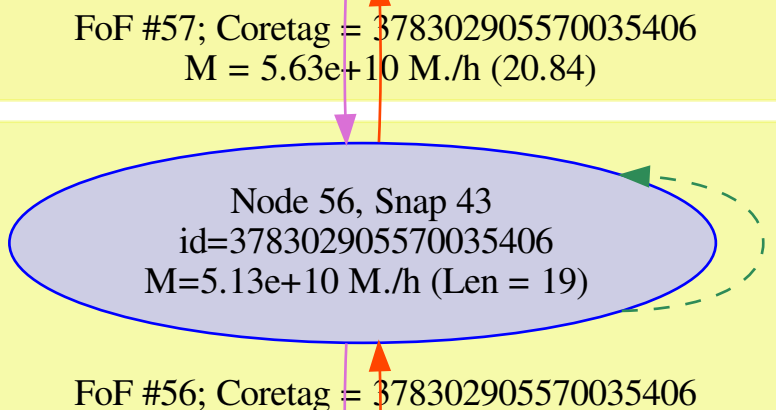 FoF #57; Coretag = 378302905570035406
M = 5.63e+10 M./h (20.84)
Node 56, Snap 43
id=378302905570035406
M=5.13e+10 M./h (Len = 19)
FoF #56; Coretag = 378302905570035406